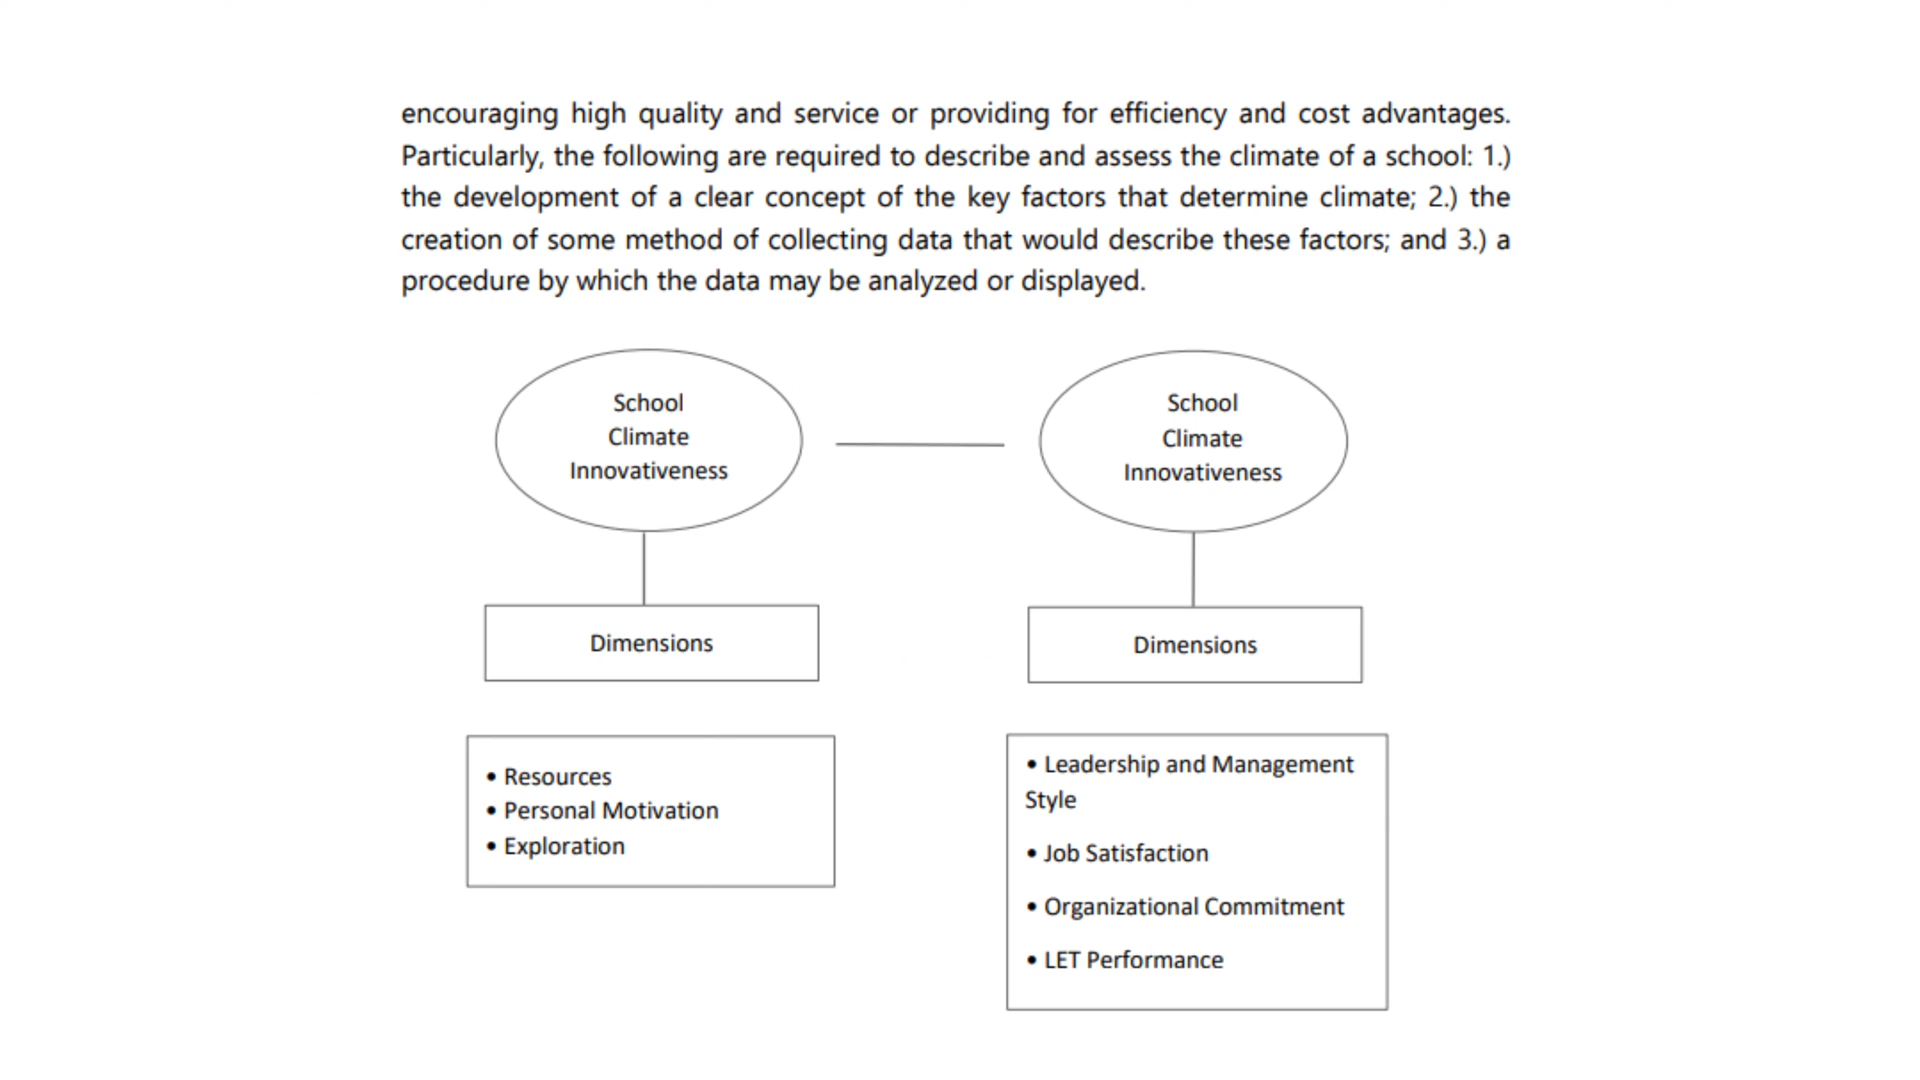 encouraging high quality and service or providing for efficiency and cost advantages.
Particularly, the following are required to describe and assess the climate of a school: 1.)
the development of a clear concept of the key factors that determine climate; 2.) the
creation of some method of collecting data that would describe these factors; and 3.) a
procedure by which the data may be analyzed or displayed.
School
Climate
Innovativeness
School
Climate
Innovativeness
Dimensions
Dimensions
• Resources
• Personal Motivation
• Exploration
• Leadership and Management
Style
• Job Satisfaction
• Organizational Commitment
• LET Performance